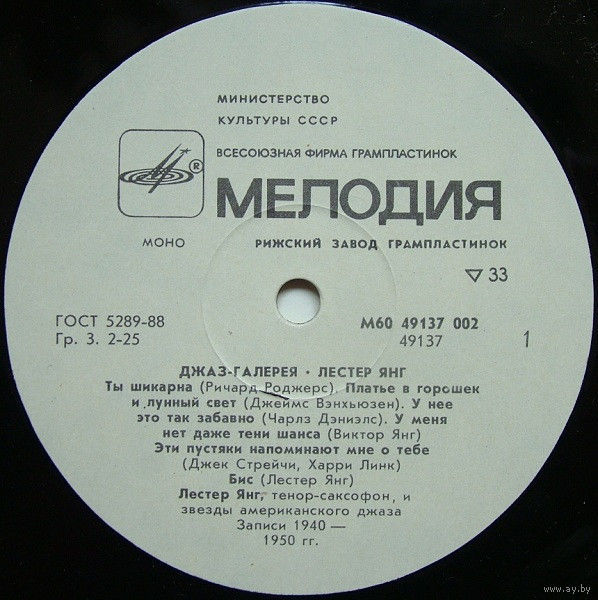 МИНИСТЕРСТВО
КУЛЬТУРЫ СССР
ВСЕСОЮЗНАЯ ФИРМА ГРАМПЛАСТИНОК
®
МЕЛОДИЯ
МОНО
РИЖСКИЙ ЗАВОД ГРАМПЛАСТИНОК
▽ 33
ГОСТ 5289-88
Гр. 3. 2-25
М60 49137 002
49137
1
ДЖАЗ-ГАЛЕРЕЯ • ЛЕСТЕР ЯНГ
Ты шикарна (Ричард Роджерс). Платье в горошек
и лунный свет (Джеймс Вэнхьюзен). У нее
это так забавно (Чарлз Дэниэлс). У меня
нет даже тени шанса (Виктор Янг)
Эти пустяки напоминают мне о тебе
(Джек Стрейчи, Харри Линк)
Бис (Лестер Янг)
Лестер Янг, тенор-саксофон, и
звезды американского джаза
Записи 1940 —
1950 гг.
www.ay.by